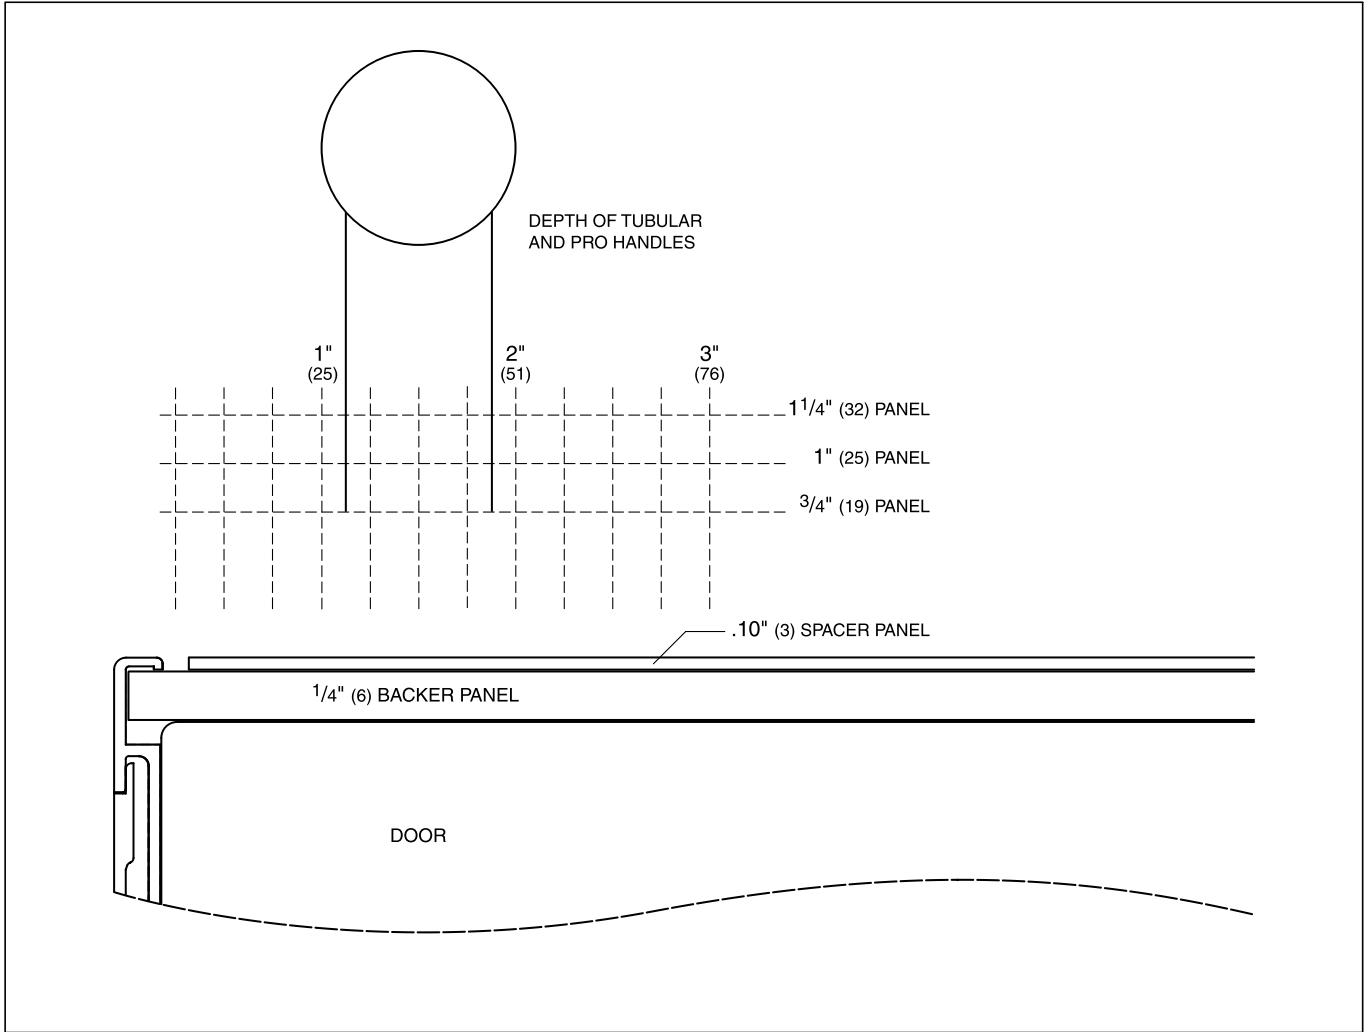 DEPTH OF TUBULAR
AND PRO HANDLES
1" 2" 3"
(25) (51) (76)
1 1/4" (32) PANEL
1" (25) PANEL
3/4" (19) PANEL
.10" (3) SPACER PANEL
1/4" (6) BACKER PANEL
DOOR